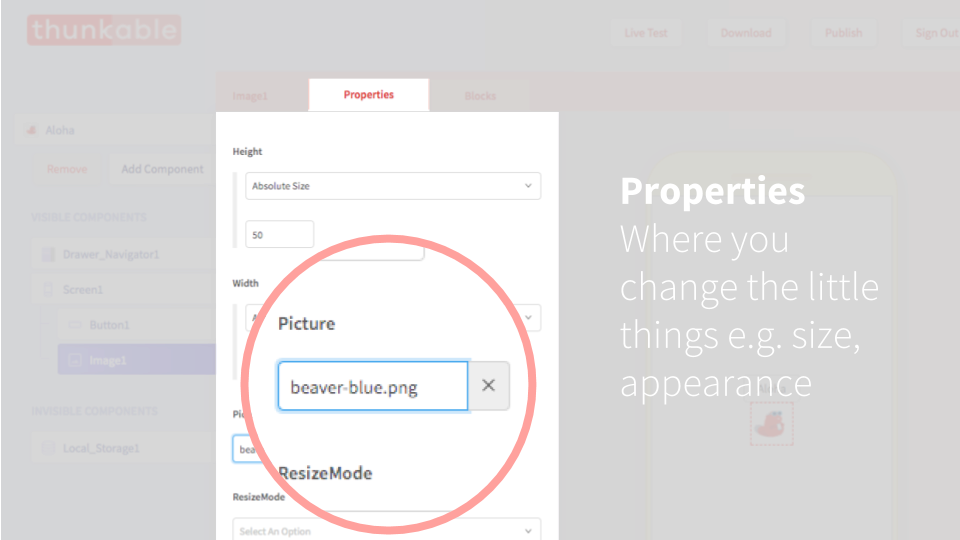 thunkable
Live Test
Download
Publish
Sign Out
Image1
Properties
Blocks
Aloha
Remove
Add Component
VISIBLE COMPONENTS
Drawer_Navigator1
Screen1
Button1
Image1
INVISIBLE COMPONENTS
Local_Storage1
Height
Absolute Size
50
Width
Picture
beaver-blue.png
ResizeMode
ResizeMode
Select An Option
Properties
Where you
change the little
things e.g. size,
appearance